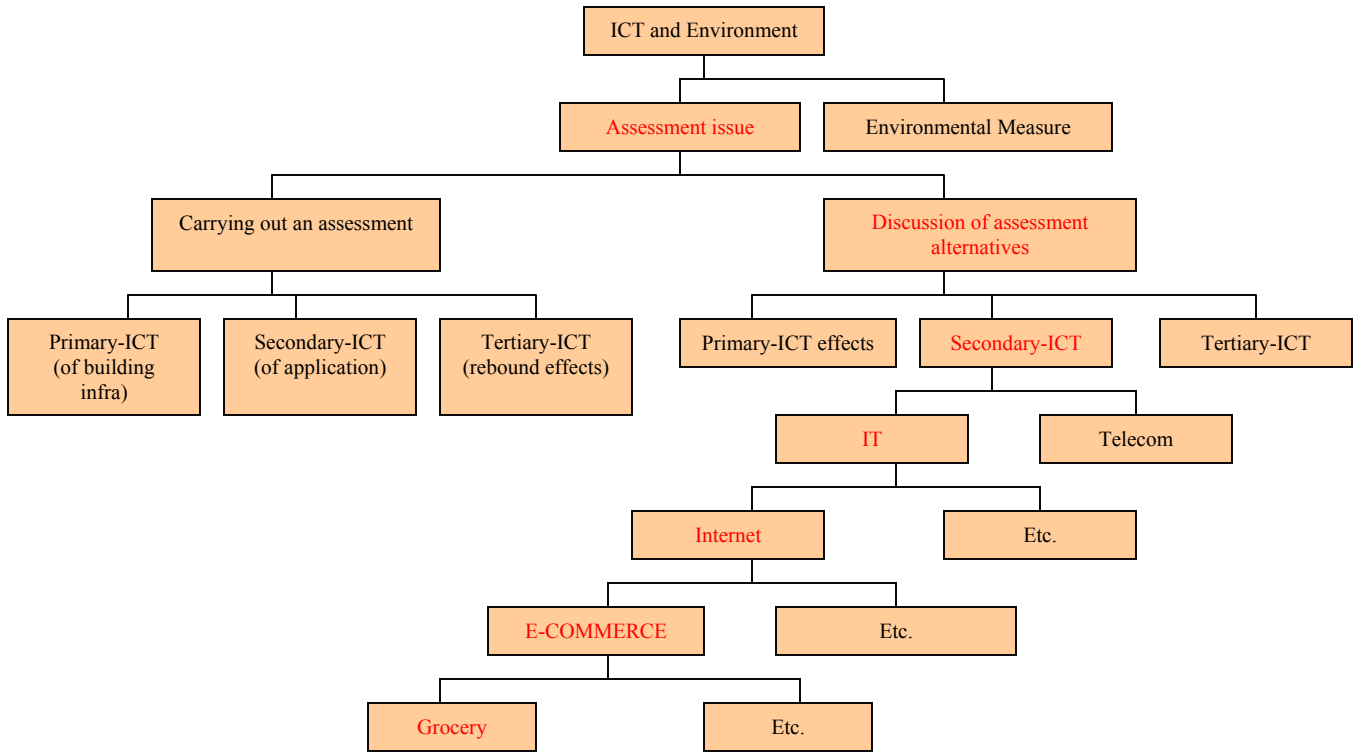 ICT and Environment
Assessment issue
Environmental Measure
Carrying out an assessment
Discussion of assessment
alternatives
Primary-ICT
(of building
infra)
Secondary-ICT
(of application)
Tertiary-ICT
(rebound effects)
Primary-ICT effects
Secondary-ICT
Tertiary-ICT
IT
Telecom
Internet
Etc.
E-COMMERCE
Etc.
Grocery
Etc.